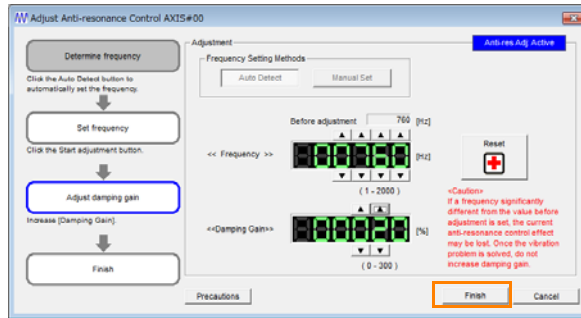 Adjust Anti-resonance Control AXIS#00
Determine frequency
Click the Auto Detect button to
automatically set the frequency.
Set frequency
Click the Start adjustment button.
Adjust damping gain
Increase [Damping Gain].
Finish
Adjustment
Anti-res Adj Active
Frequency Setting Methods
Auto Detect
Manual Set
Before adjustment 760 [Hz]
<< Frequency >> 000760 [Hz]
( 1 - 2000 )
<<Damping Gain>> 000020 [%]
( 0 - 300 )
Reset
<Caution>
If a frequency significantly
different from the value before
adjustment is set, the current
anti-resonance control effect
may be lost. Once the vibration
problem is solved, do not
increase damping gain.
Precautions
Finish
Cancel